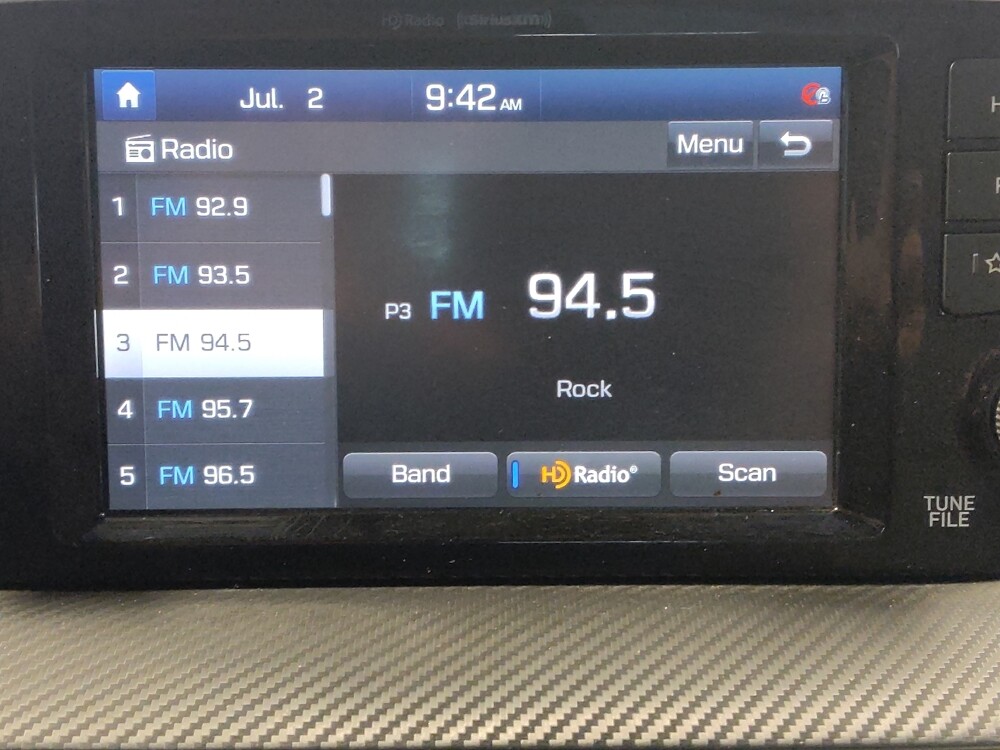 HD Radio ((SiriusXM))
Jul. 2 9:42 AM
Radio Menu
1 FM 92.9
2 FM 93.5
3 FM 94.5
4 FM 95.7
5 FM 96.5
P3 FM 94.5
Rock
Band HD Radio® Scan
TUNE
FILE